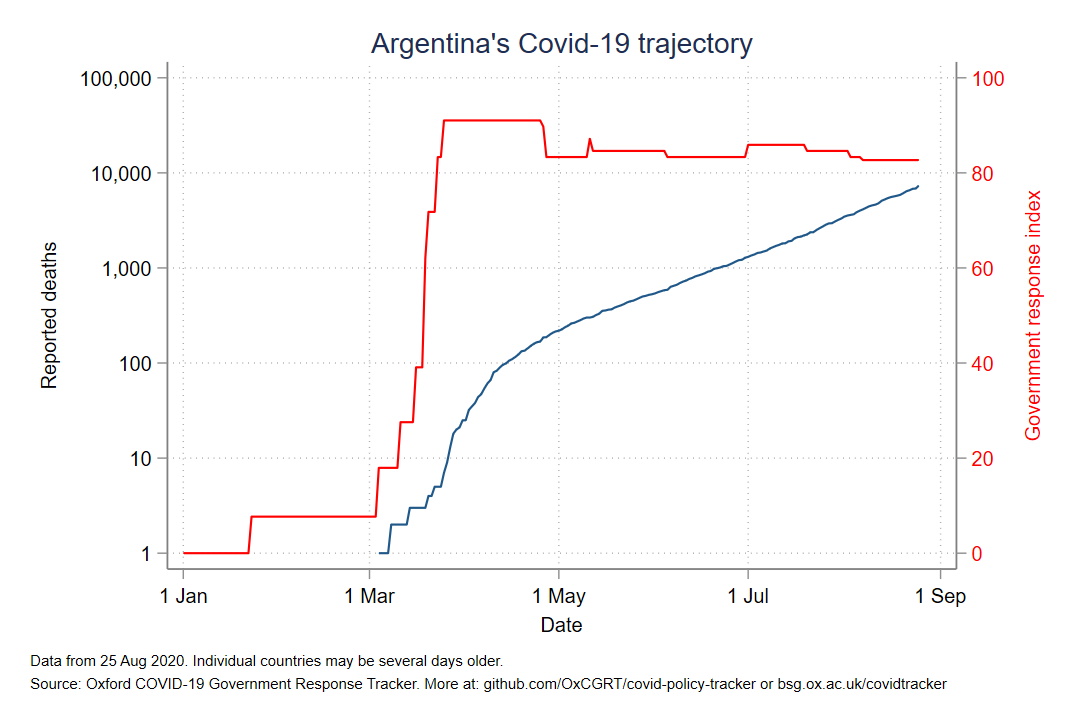 Argentina's Covid-19 trajectory
100,000
10,000
1,000
100
10
1
Reported deaths
100
80
60
40
20
0
Government response index
1 Jan
1 Mar
1 May
1 Jul
1 Sep
Date
Data from 25 Aug 2020. Individual countries may be several days older.
Source: Oxford COVID-19 Government Response Tracker. More at: github.com/OxCGRT/covid-policy-tracker or bsg.ox.ac.uk/covidtracker